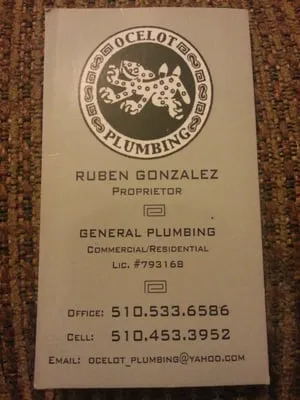 OCELOT
PLUMBING
RUBEN GONZALEZ
PROPRIETOR
GENERAL PLUMBING
COMMERCIAL/RESIDENTIAL
LIC. #793168
OFFICE: 510.533.6586
CELL: 510.453.3952
EMAIL: OCELOT_PLUMBING@YAHOO.COM